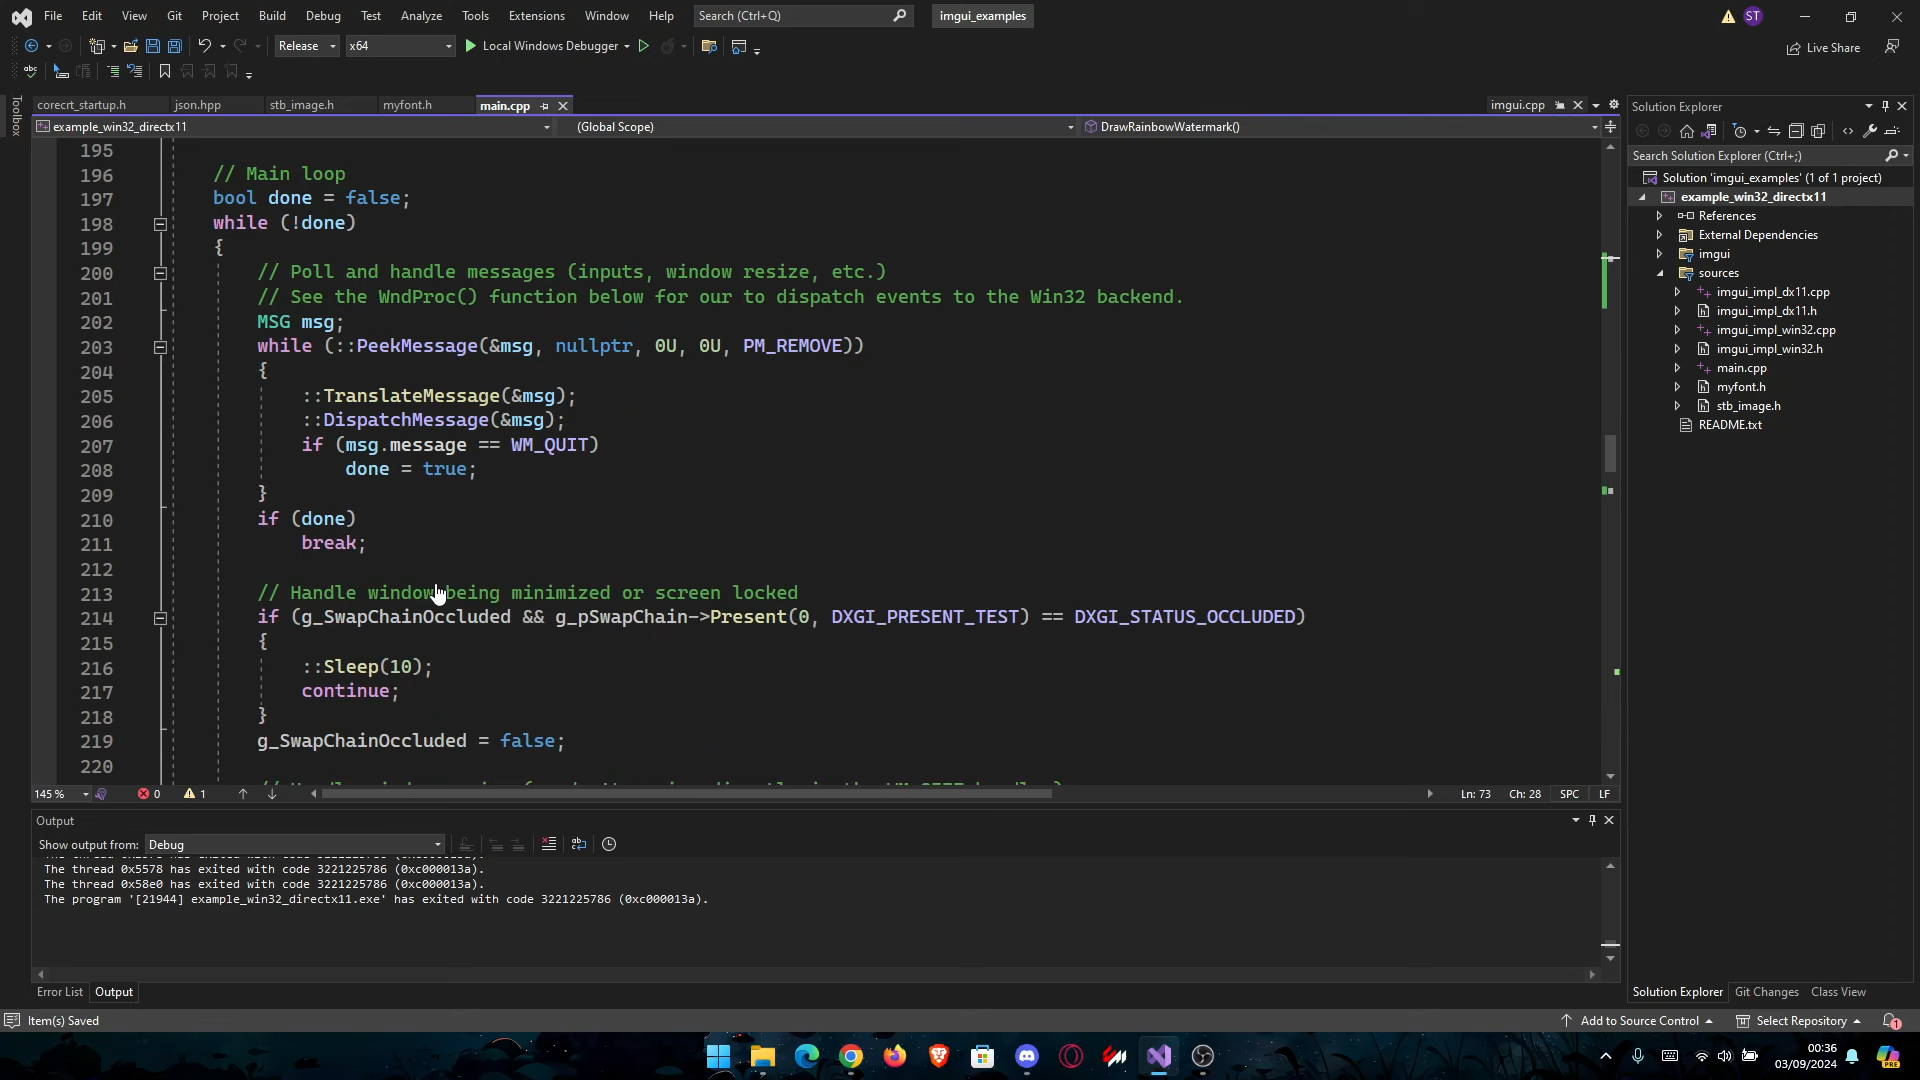 File Edit View Git Project Build Debug Test Analyze Tools Extensions Window Help Search (Ctrl+Q) imgui_examples ST
Release x64 Local Windows Debugger Live Share
abc
corecrt_startup.h json.hpp stb_image.h myfont.h main.cpp imgui.cpp
example_win32_directx11 (Global Scope) DrawRainbowWatermark()
Toolbox
195
196 // Main loop
197 bool done = false;
198 while (!done)
199 {
200 // Poll and handle messages (inputs, window resize, etc.)
201 // See the WndProc() function below for our to dispatch events to the Win32 backend.
202 MSG msg;
203 while (::PeekMessage(&msg, nullptr, 0U, 0U, PM_REMOVE))
204 {
205 ::TranslateMessage(&msg);
206 ::DispatchMessage(&msg);
207 if (msg.message == WM_QUIT)
208 done = true;
209 }
210 if (done)
211 break;
212
213 // Handle window being minimized or screen locked
214 if (g_SwapChainOccluded && g_pSwapChain->Present(0, DXGI_PRESENT_TEST) == DXGI_STATUS_OCCLUDED)
215 {
216 ::Sleep(10);
217 continue;
218 }
219 g_SwapChainOccluded = false;
220
145 % 0 1 Ln: 73 Ch: 28 SPC LF
Output
Show output from: Debug
The thread 0x5578 has exited with code 3221225786 (0xc000013a).
The thread 0x58e0 has exited with code 3221225786 (0xc000013a).
The program '[21944] example_win32_directx11.exe' has exited with code 3221225786 (0xc000013a).
Error List Output
Solution Explorer
Search Solution Explorer (Ctrl+;)
Solution 'imgui_examples' (1 of 1 project)
example_win32_directx11
References
External Dependencies
imgui
sources
imgui_impl_dx11.cpp
imgui_impl_dx11.h
imgui_impl_win32.cpp
imgui_impl_win32.h
main.cpp
myfont.h
stb_image.h
README.txt
Solution Explorer Git Changes Class View
Item(s) Saved Add to Source Control Select Repository 1
00:36
03/09/2024
PRE